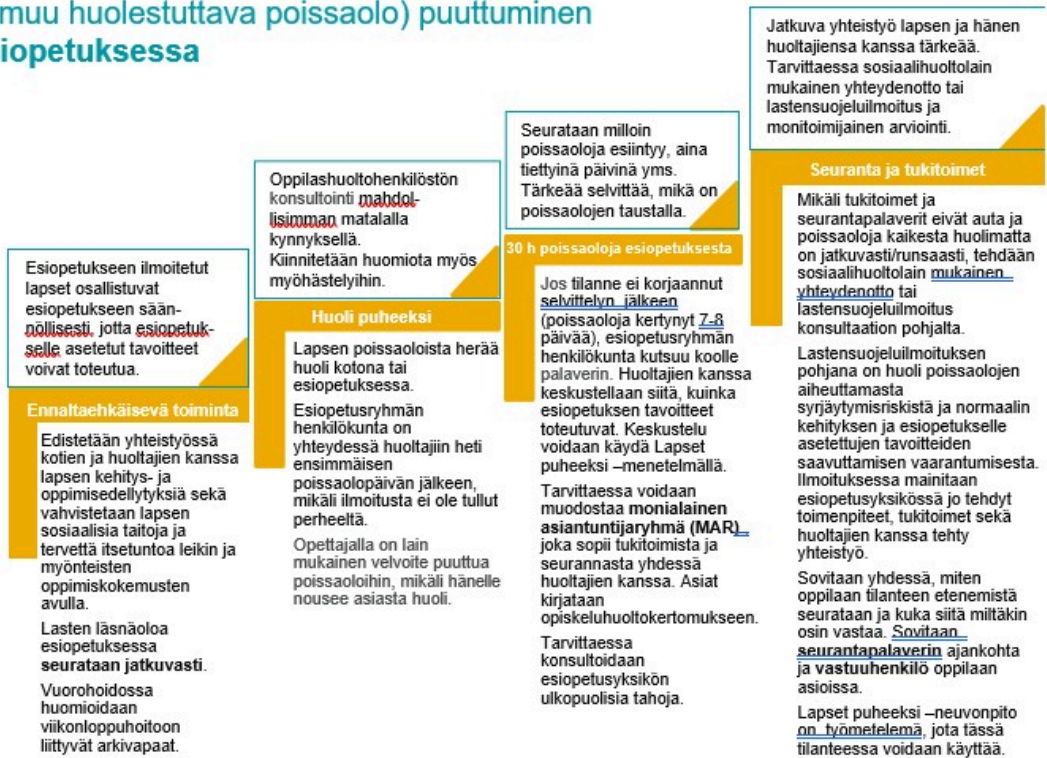 muu huolestuttava poissaolo) puuttuminen
iopetuksessa
Esiopetukseen ilmoitetut
lapset osallistuvat
esiopetukseen sään-
nöllisesti, jotta esiopetuk-
selle asetetut tavoitteet
voivat toteutua.
Ennaltaehkäisevä toiminta
Edistetään yhteistyössä
kotien ja huoltajien kanssa
lapsen kehitys- ja
oppimisedellytyksiä sekä
vahvistetaan lapsen
sosiaalisia taitoja ja
tervettä itsetuntoa leikin ja
myönteisten
oppimiskokemusten
avulla.
Lasten läsnäoloa
esiopetuksessa
seurataan jatkuvasti.
Vuorohoidossa
huomioidaan
viikonloppuhoitoon
liittyvät arkivapaat.
Oppilashuoltohenkilöstön
konsultointi mahdol-
lisimman matalalla
kynnyksellä.
Kiinnitetään huomiota myös
myöhästelyihin.
Huoli puheeksi
Lapsen poissaoloista herää
huoli kotona tai
esiopetuksessa.
Esiopetusryhmän
henkilökunta on
yhteydessä huoltajiin heti
ensimmäisen
poissaolopäivän jälkeen,
mikäli ilmoitusta ei ole tullut
perheeltä.
Opettajalla on lain
mukainen velvoite puuttua
poissaoloihin, mikäli hänelle
nousee asiasta huoli.
Seurataan milloin
poissaoloja esiintyy, aina
tiettyinä päivinä yms.
Tärkeää selvittää, mikä on
poissaolojen taustalla.
30 h poissaoloja esiopetuksesta
Jos tilanne ei korjaannut
selvittelyn jälkeen
(poissaoloja kertynyt 7-8
päivää), esiopetusryhmän
henkilökunta kutsuu koolle
palaverin. Huoltajien kanssa
keskustellaan siitä, kuinka
esiopetuksen tavoitteet
toteutuvat. Keskustelu
voidaan käydä Lapset
puheeksi –menetelmällä.
Tarvittaessa voidaan
muodostaa monialainen
asiantuntijaryhmä (MAR)
joka sopii tukitoimista ja
seurannasta yhdessä
huoltajien kanssa. Asiat
kirjataan
opiskeluhuoltokertomukseen.
Tarvittaessa
konsultoidaan
esiopetusyksikön
ulkopuolisia tahoja.
Jatkuva yhteistyö lapsen ja hänen
huoltajiensa kanssa tärkeää.
Tarvittaessa sosiaalihuoltolain
mukainen yhteydenotto tai
lastensuojeluilmoitus ja
monitoimijainen arviointi.
Seuranta ja tukitoimet
Mikäli tukitoimet ja
seurantapalaverit eivät auta ja
poissaoloja kaikesta huolimatta
on jatkuvasti/runsaasti, tehdään
sosiaalihuoltolain mukainen
yhteydenotto tai
lastensuojeluilmoitus
konsultaation pohjalta.
Lastensuojeluilmoituksen
pohjana on huoli poissaolojen
aiheuttamasta
syrjäytymisriskistä ja normaalin
kehityksen ja esiopetukselle
asetettujen tavoitteiden
saavuttamisen vaarantumisesta.
Ilmoituksessa mainitaan
esiopetusyksikössä jo tehdyt
toimenpiteet, tukitoimet sekä
huoltajien kanssa tehty
yhteistyö.
Sovitaan yhdessä, miten
oppilaan tilanteen etenemistä
seurataan ja kuka siitä miltäkin
osin vastaa. Sovitaan
seurantapalaverin ajankohta
ja vastuuhenkilö oppilaan
asioissa.
Lapset puheeksi –neuvonpito
on työmetelemä, jota tässä
tilanteessa voidaan käyttää.